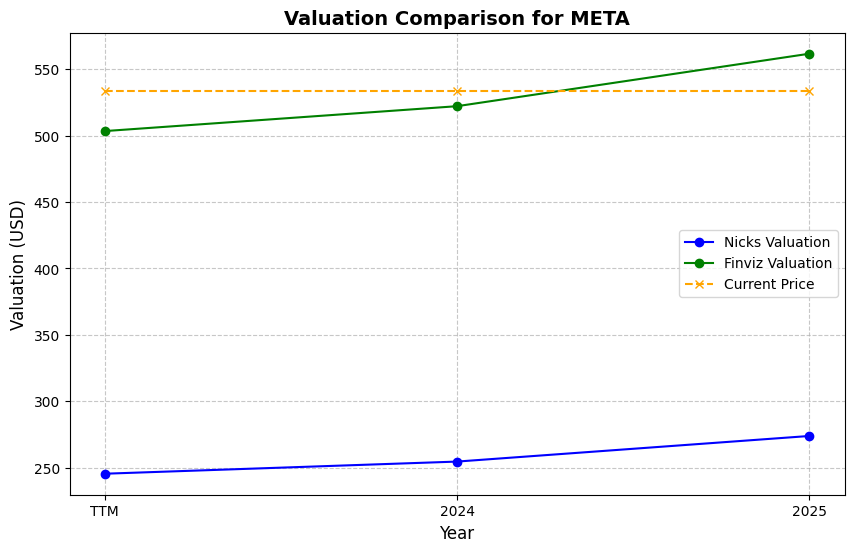 Valuation Comparison for META
Valuation (USD)
550
500
450
400
350
300
250
Nicks Valuation
Finviz Valuation
Current Price
TTM
2024
2025
Year